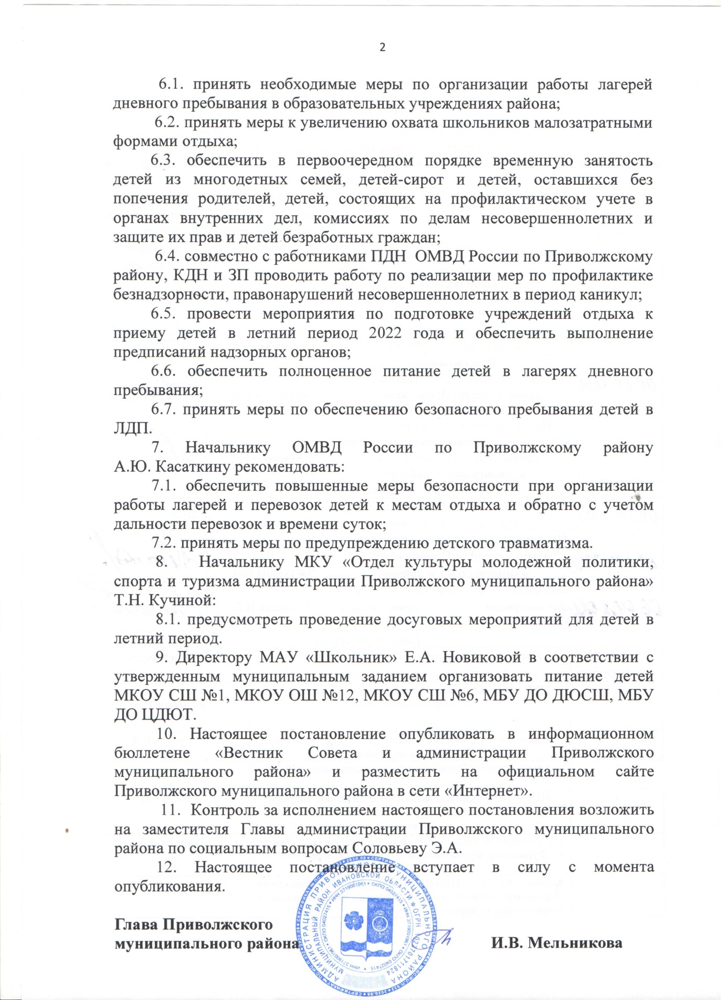 2
6.1. принять необходимые меры по организации работы лагерей
дневного пребывания в образовательных учреждениях района;
6.2. принять меры к увеличению охвата школьников малозатратными
формами отдыха;
6.3. обеспечить в первоочередном порядке временную занятость
детей из многодетных семей, детей-сирот и детей, оставшихся без
попечения родителей, детей, состоящих на профилактическом учете в
органах внутренних дел, комиссиях по делам несовершеннолетних и
защите их прав и детей безработных граждан;
6.4. совместно с работниками ПДН ОМВД России по Приволжскому
району, КДН и ЗП проводить работу по реализации мер по профилактике
безнадзорности, правонарушений несовершеннолетних в период каникул;
6.5. провести мероприятия по подготовке учреждений отдыха к
приему детей в летний период 2022 года и обеспечить выполнение
предписаний надзорных органов;
6.6. обеспечить полноценное питание детей в лагерях дневного
пребывания;
6.7. принять меры по обеспечению безопасного пребывания детей в
ЛДП.
7. Начальнику ОМВД России по Приволжскому району
А.Ю. Касаткину рекомендовать:
7.1. обеспечить повышенные меры безопасности при организации
работы лагерей и перевозок детей к местам отдыха и обратно с учетом
дальности перевозок и времени суток;
7.2. принять меры по предупреждению детского травматизма.
8. Начальнику МКУ «Отдел культуры молодежной политики,
спорта и туризма администрации Приволжского муниципального района»
Т.Н. Кучиной:
8.1. предусмотреть проведение досуговых мероприятий для детей в
летний период.
9. Директору МАУ «Школьник» Е.А. Новиковой в соответствии с
утвержденным муниципальным заданием организовать питание детей
МКОУ СШ №1, МКОУ ОШ №12, МКОУ СШ №6, МБУ ДО ДЮСШ, МБУ
ДО ЦДЮТ.
10. Настоящее постановление опубликовать в информационном
бюллетене «Вестник Совета и администрации Приволжского
муниципального района» и разместить на официальном сайте
Приволжского муниципального района в сети «Интернет».
11. Контроль за исполнением настоящего постановления возложить
на заместителя Главы администрации Приволжского муниципального
района по социальным вопросам Соловьеву Э.А.
12. Настоящее постановление вступает в силу с момента
опубликования.
Глава Приволжского
муниципального района И.В. Мельникова
АДМИНИСТРАЦИЯ ПРИВОЛЖСКОГО МУНИЦИПАЛЬНОГО РАЙОНА
МУНИЦИПАЛЬНЫЙ РАЙОН ИВАНОВСКОЙ ОБЛАСТИ * ОГРН 1023701711824
ИНН 3719001961 * ОКПО 04027415